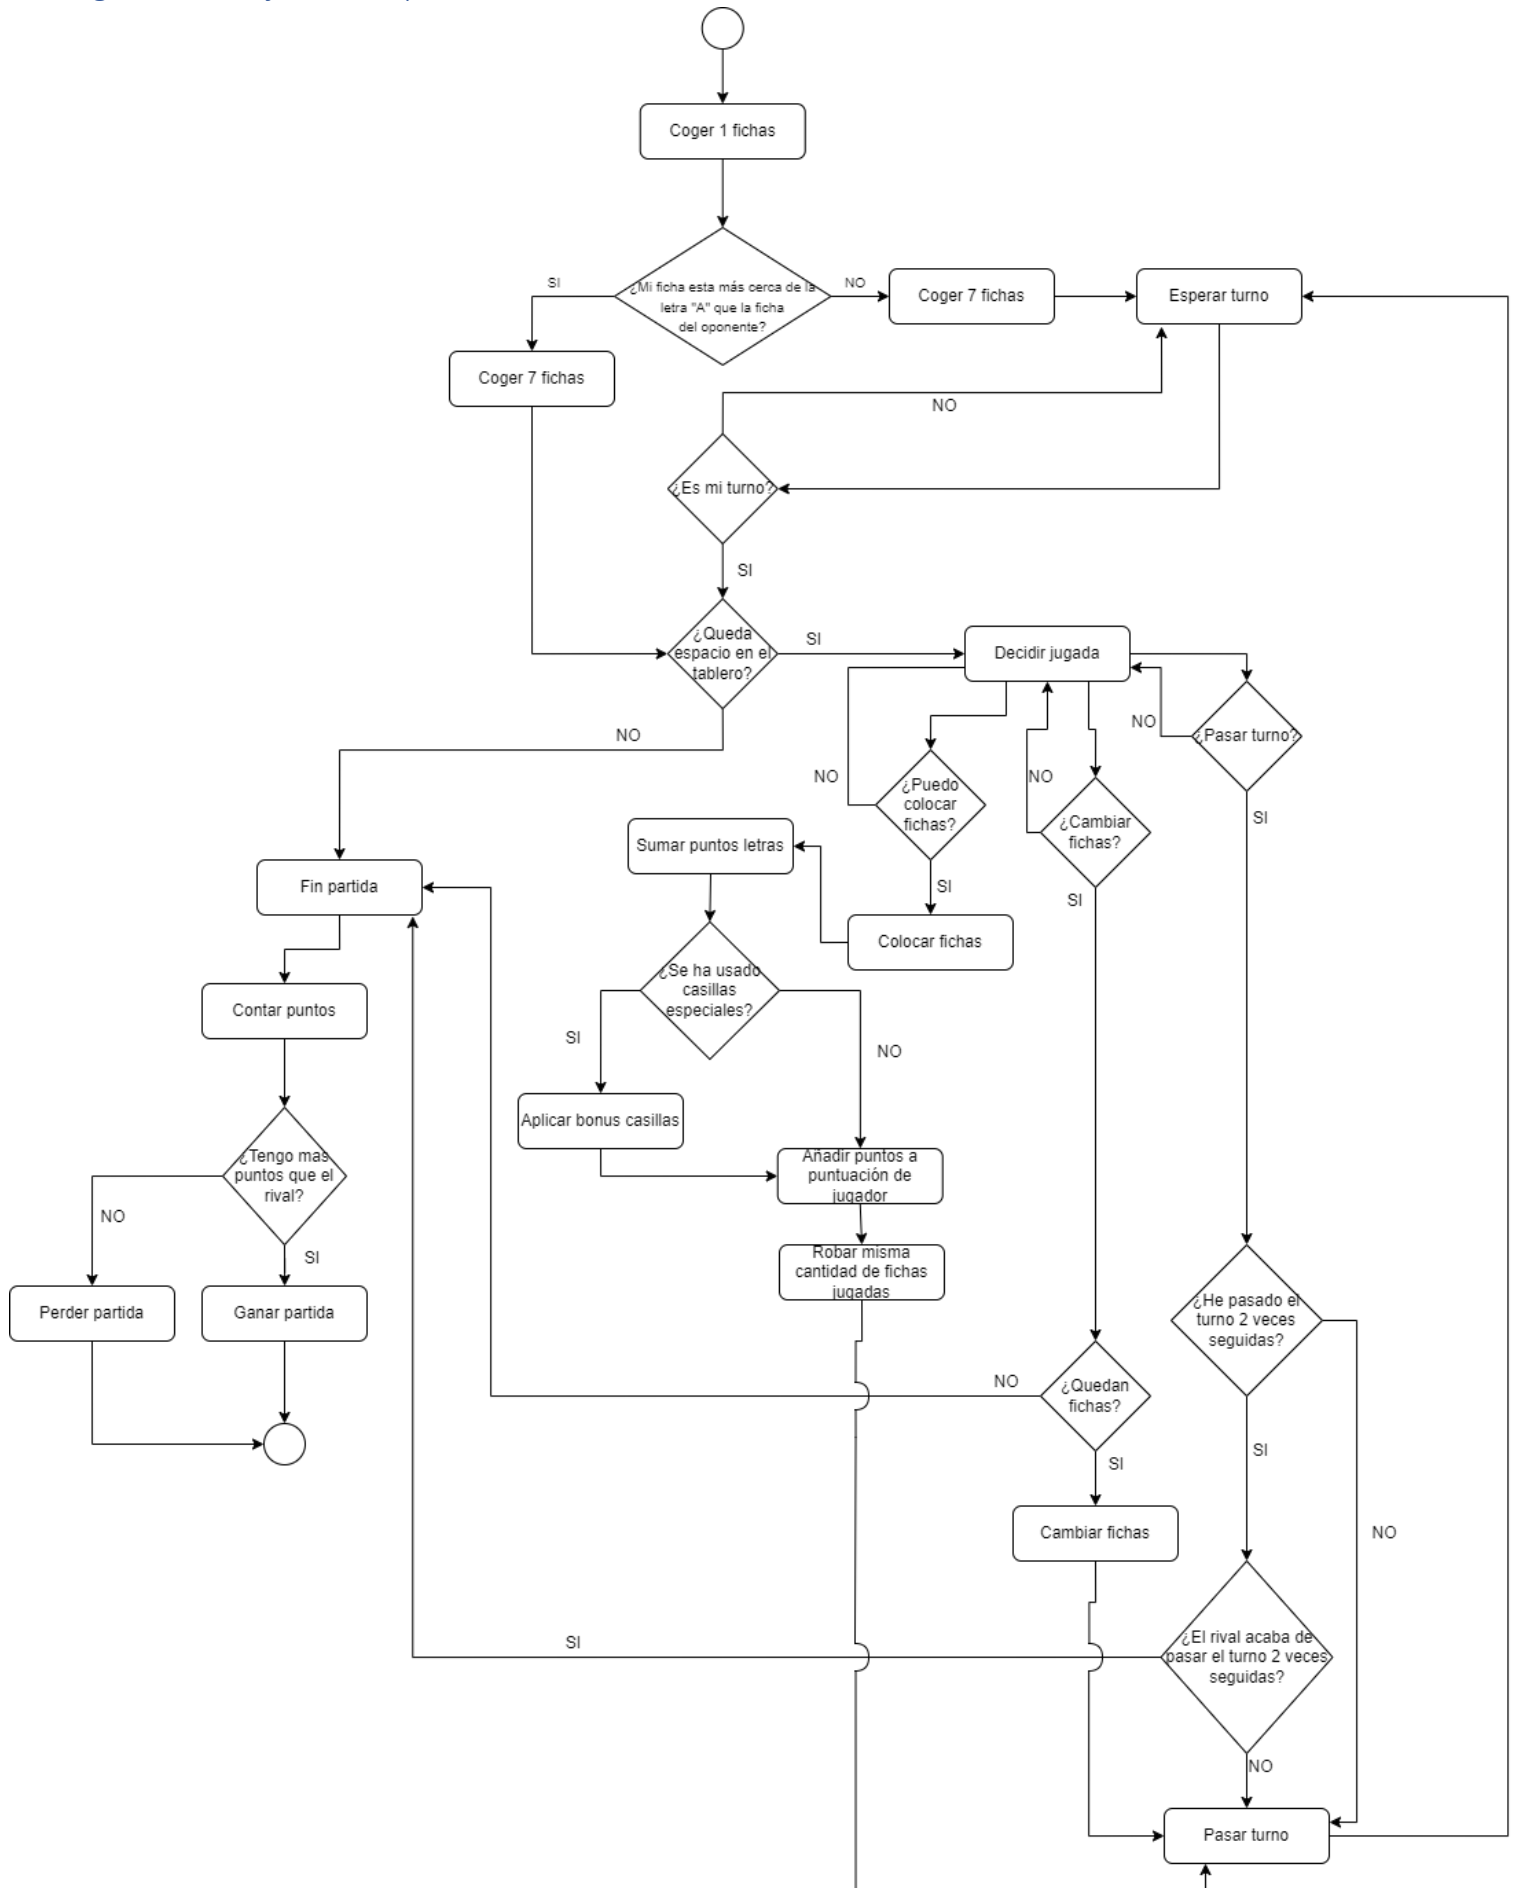 Coger 1 fichas
¿Mi ficha esta más cerca de la
letra "A" que la ficha
del oponente?
SI
NO
Coger 7 fichas
Esperar turno
Coger 7 fichas
NO
¿Es mi turno?
SI
¿Queda
espacio en el
tablero?
SI
Decidir jugada
NO
¿Pasar turno?
NO
NO
¿Puedo
colocar
fichas?
NO
¿Cambiar
fichas?
SI
Sumar puntos letras
Fin partida
SI
SI
Colocar fichas
¿Se ha usado
casillas
especiales?
Contar puntos
SI
NO
Aplicar bonus casillas
¿Tengo mas
puntos que el
rival?
Añadir puntos a
puntuación de
jugador
NO
SI
Robar misma
cantidad de fichas
jugadas
Perder partida
Ganar partida
¿He pasado el
turno 2 veces
seguidas?
NO
¿Quedan
fichas?
SI
SI
Cambiar fichas
NO
SI
¿El rival acaba de
pasar el turno 2 veces
seguidas?
NO
Pasar turno